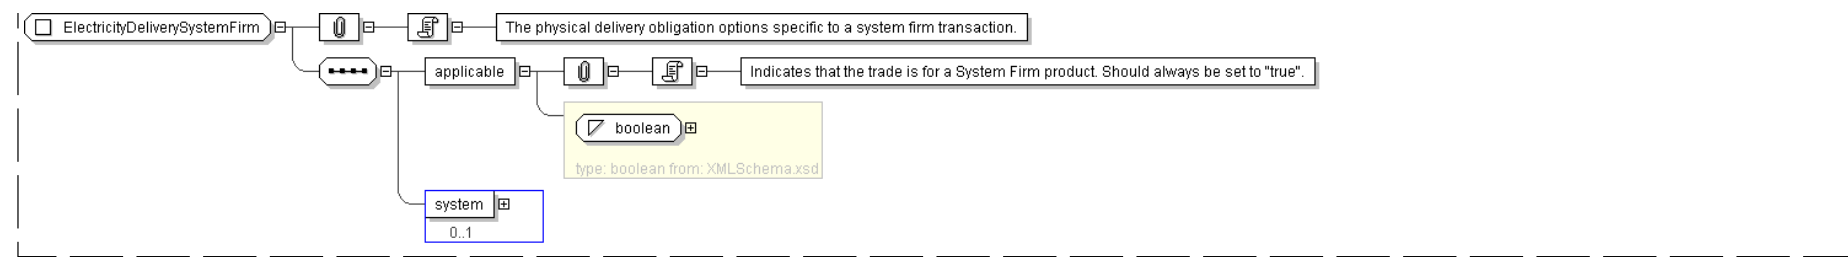 ElectricityDeliverySystemFirm
The physical delivery obligation options specific to a system firm transaction.
applicable
Indicates that the trade is for a System Firm product. Should always be set to "true".
boolean
type: boolean from: XMLSchema.xsd
system
0..1